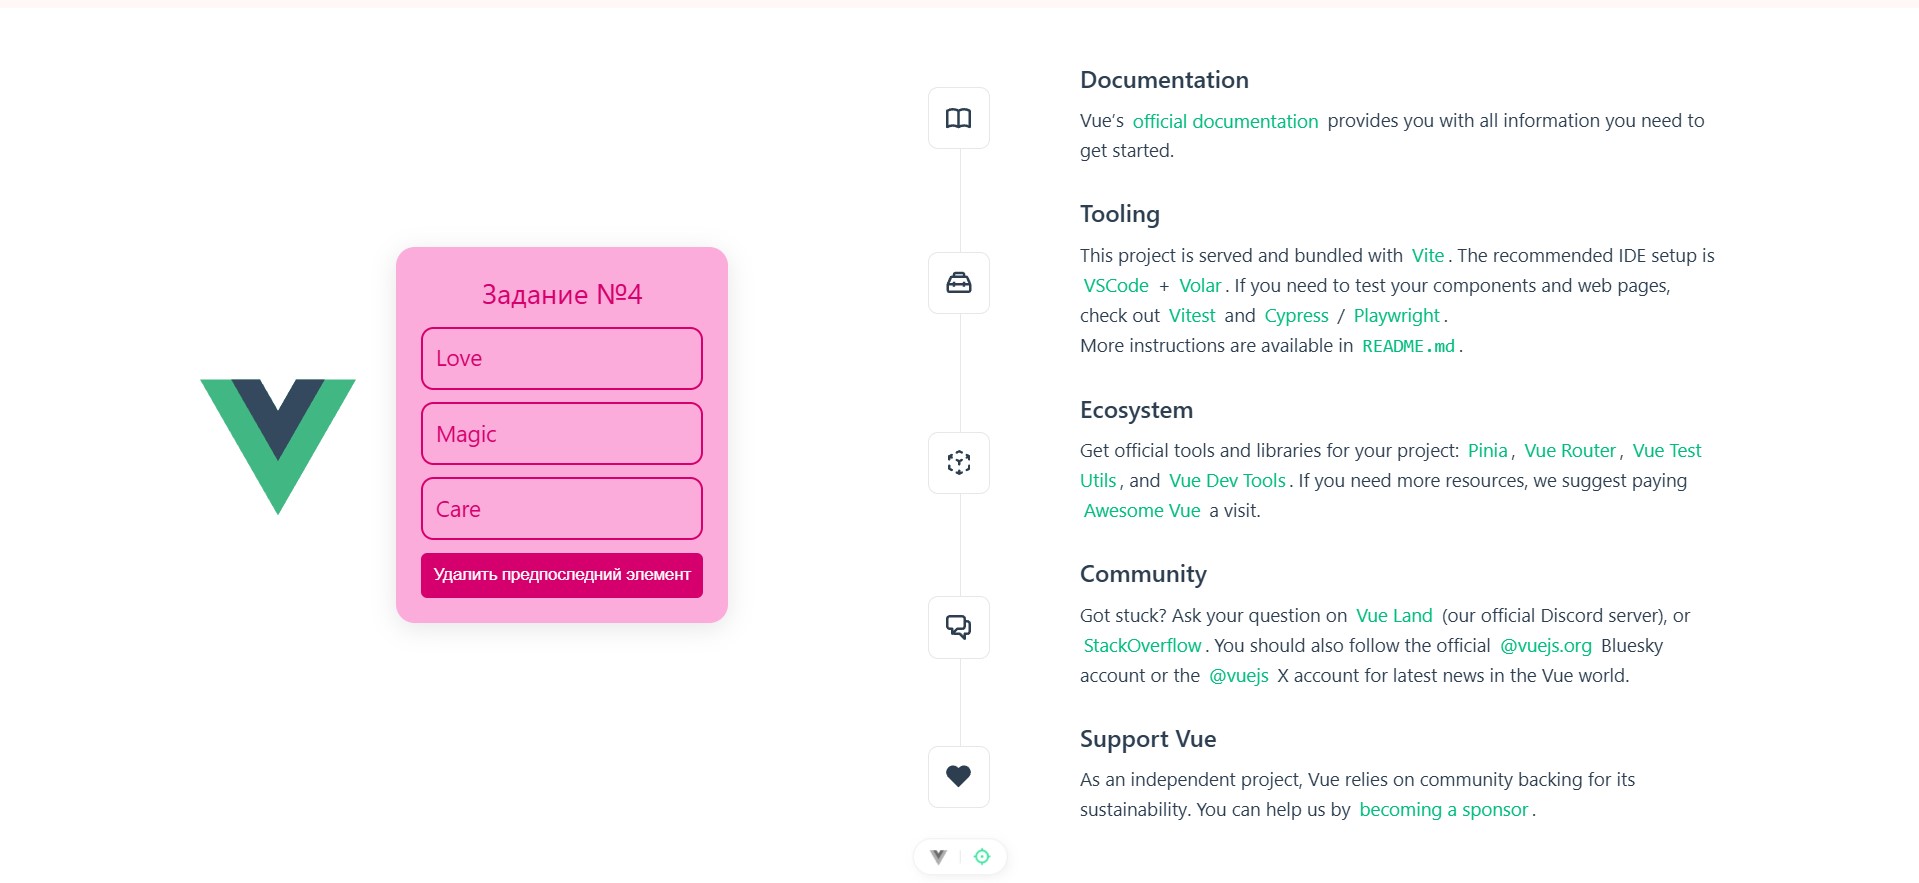 Задание №4
Love
Magic
Care
Удалить предпоследний элемент
Documentation
Vue’s official documentation provides you with all information you need to
get started.
Tooling
This project is served and bundled with Vite. The recommended IDE setup is
VSCode + Volar. If you need to test your components and web pages,
check out Vitest and Cypress / Playwright.
More instructions are available in README.md.
Ecosystem
Get official tools and libraries for your project: Pinia, Vue Router, Vue Test
Utils, and Vue Dev Tools. If you need more resources, we suggest paying
Awesome Vue a visit.
Community
Got stuck? Ask your question on Vue Land (our official Discord server), or
StackOverflow. You should also follow the official @vuejs.org Bluesky
account or the @vuejs X account for latest news in the Vue world.
Support Vue
As an independent project, Vue relies on community backing for its
sustainability. You can help us by becoming a sponsor.